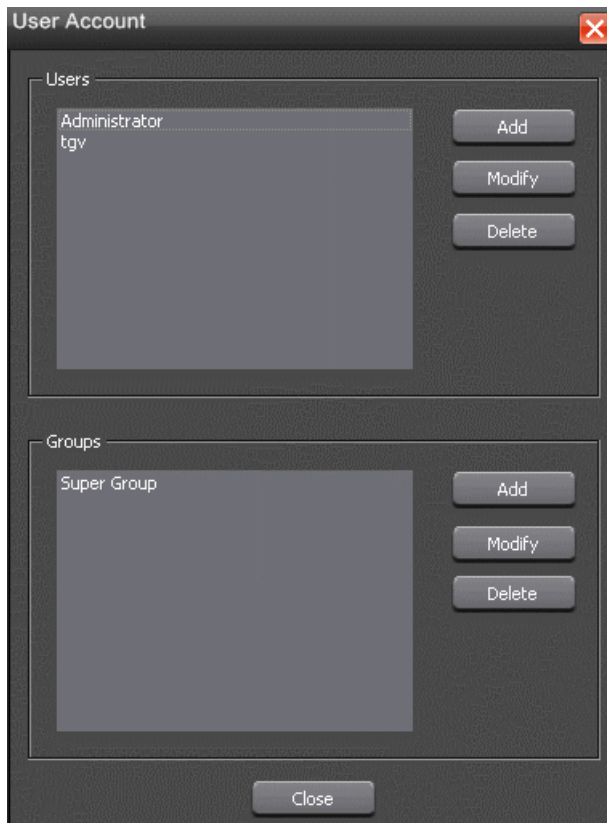 User Account
Users
Administrator
tgv
Add
Modify
Delete
Groups
Super Group
Add
Modify
Delete
Close